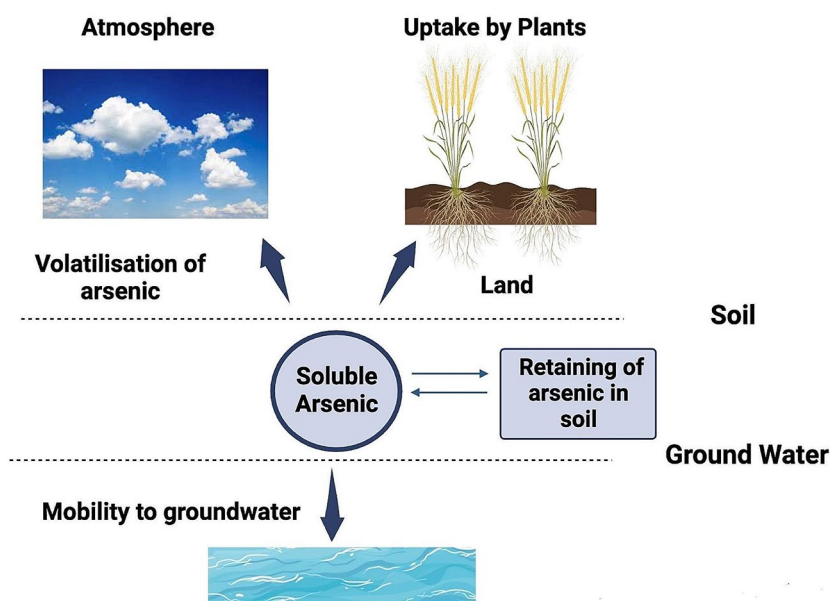 Atmosphere
Uptake by Plants
Volatilisation of
arsenic
Land
Soil
Soluble
Arsenic
Retaining of
arsenic in
soil
Ground Water
Mobility to groundwater